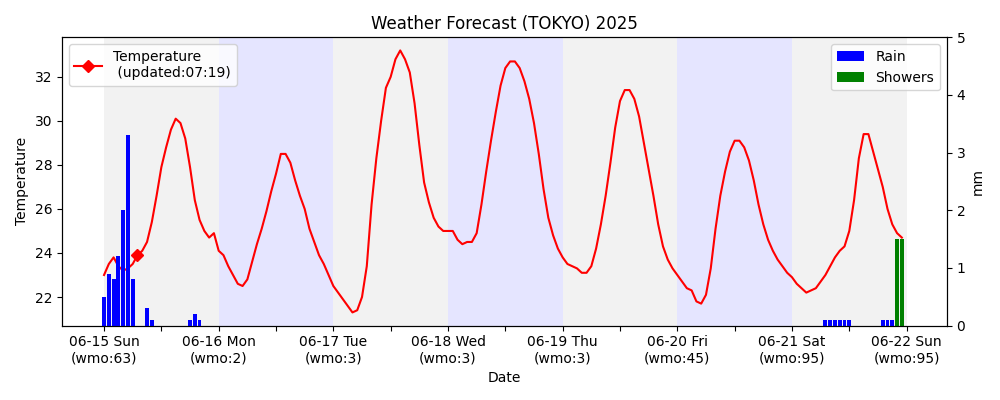 Weather Forecast (TOKYO) 2025
Temperature
(updated:07:19)
Rain
Showers
Temperature
32
30
28
26
24
22
5
4
3
2
1
0
mm
06-15 Sun
(wmo:63)
06-16 Mon
(wmo:2)
06-17 Tue
(wmo:3)
06-18 Wed
(wmo:3)
06-19 Thu
(wmo:3)
06-20 Fri
(wmo:45)
06-21 Sat
(wmo:95)
06-22 Sun
(wmo:95)
Date